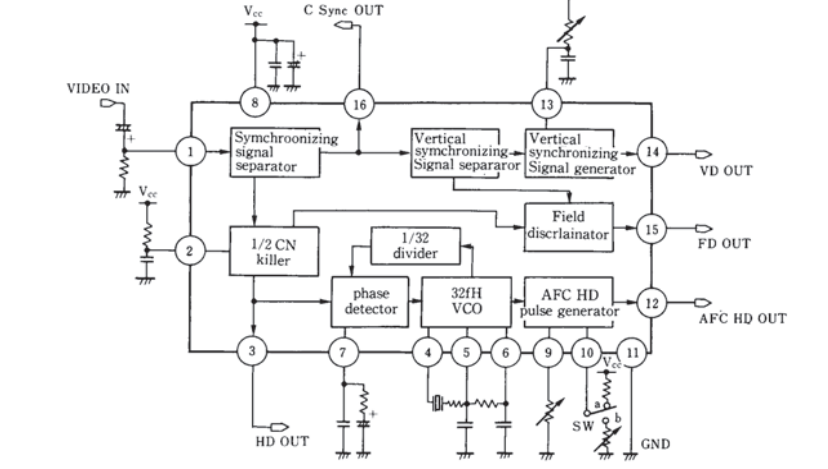 C Sync OUT
Vcc
VIDEO IN
+
+
8
16
13
1
Symchroonizing
signal
separator
Vertical
symchronizing
Signal separaror
Vertical
synchronizing
Signal generator
14
VD OUT
Vcc
2
1/2 CN
killer
1/32
divider
Field
discrlainator
15
FD OUT
phase
detector
32fH
VCO
AFC HD
pulse generator
12
AFC HD OUT
3
7
4
5
6
9
10
11
Vcc
+
a
b
SW
HD OUT
GND